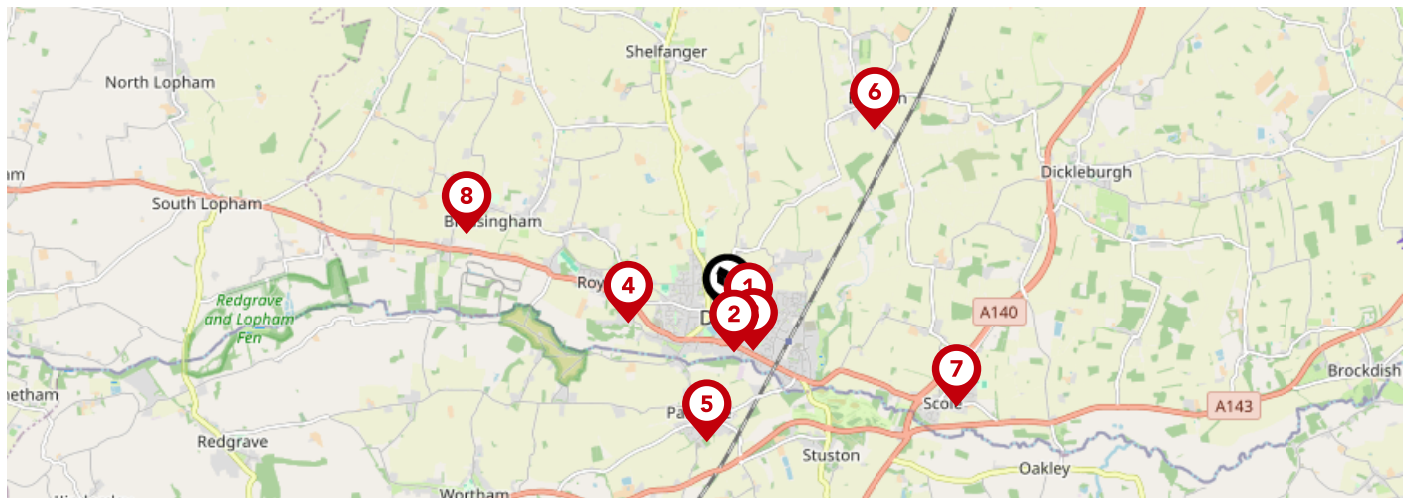 Shelfanger
North Lopham
6
Dickleburgh
8
South Lopham
1
4
2
Redgrave
and Lopham
Fen
A140
7
Brockdish
5
A143
Redgrave
Stuston
Oakley
Wortham